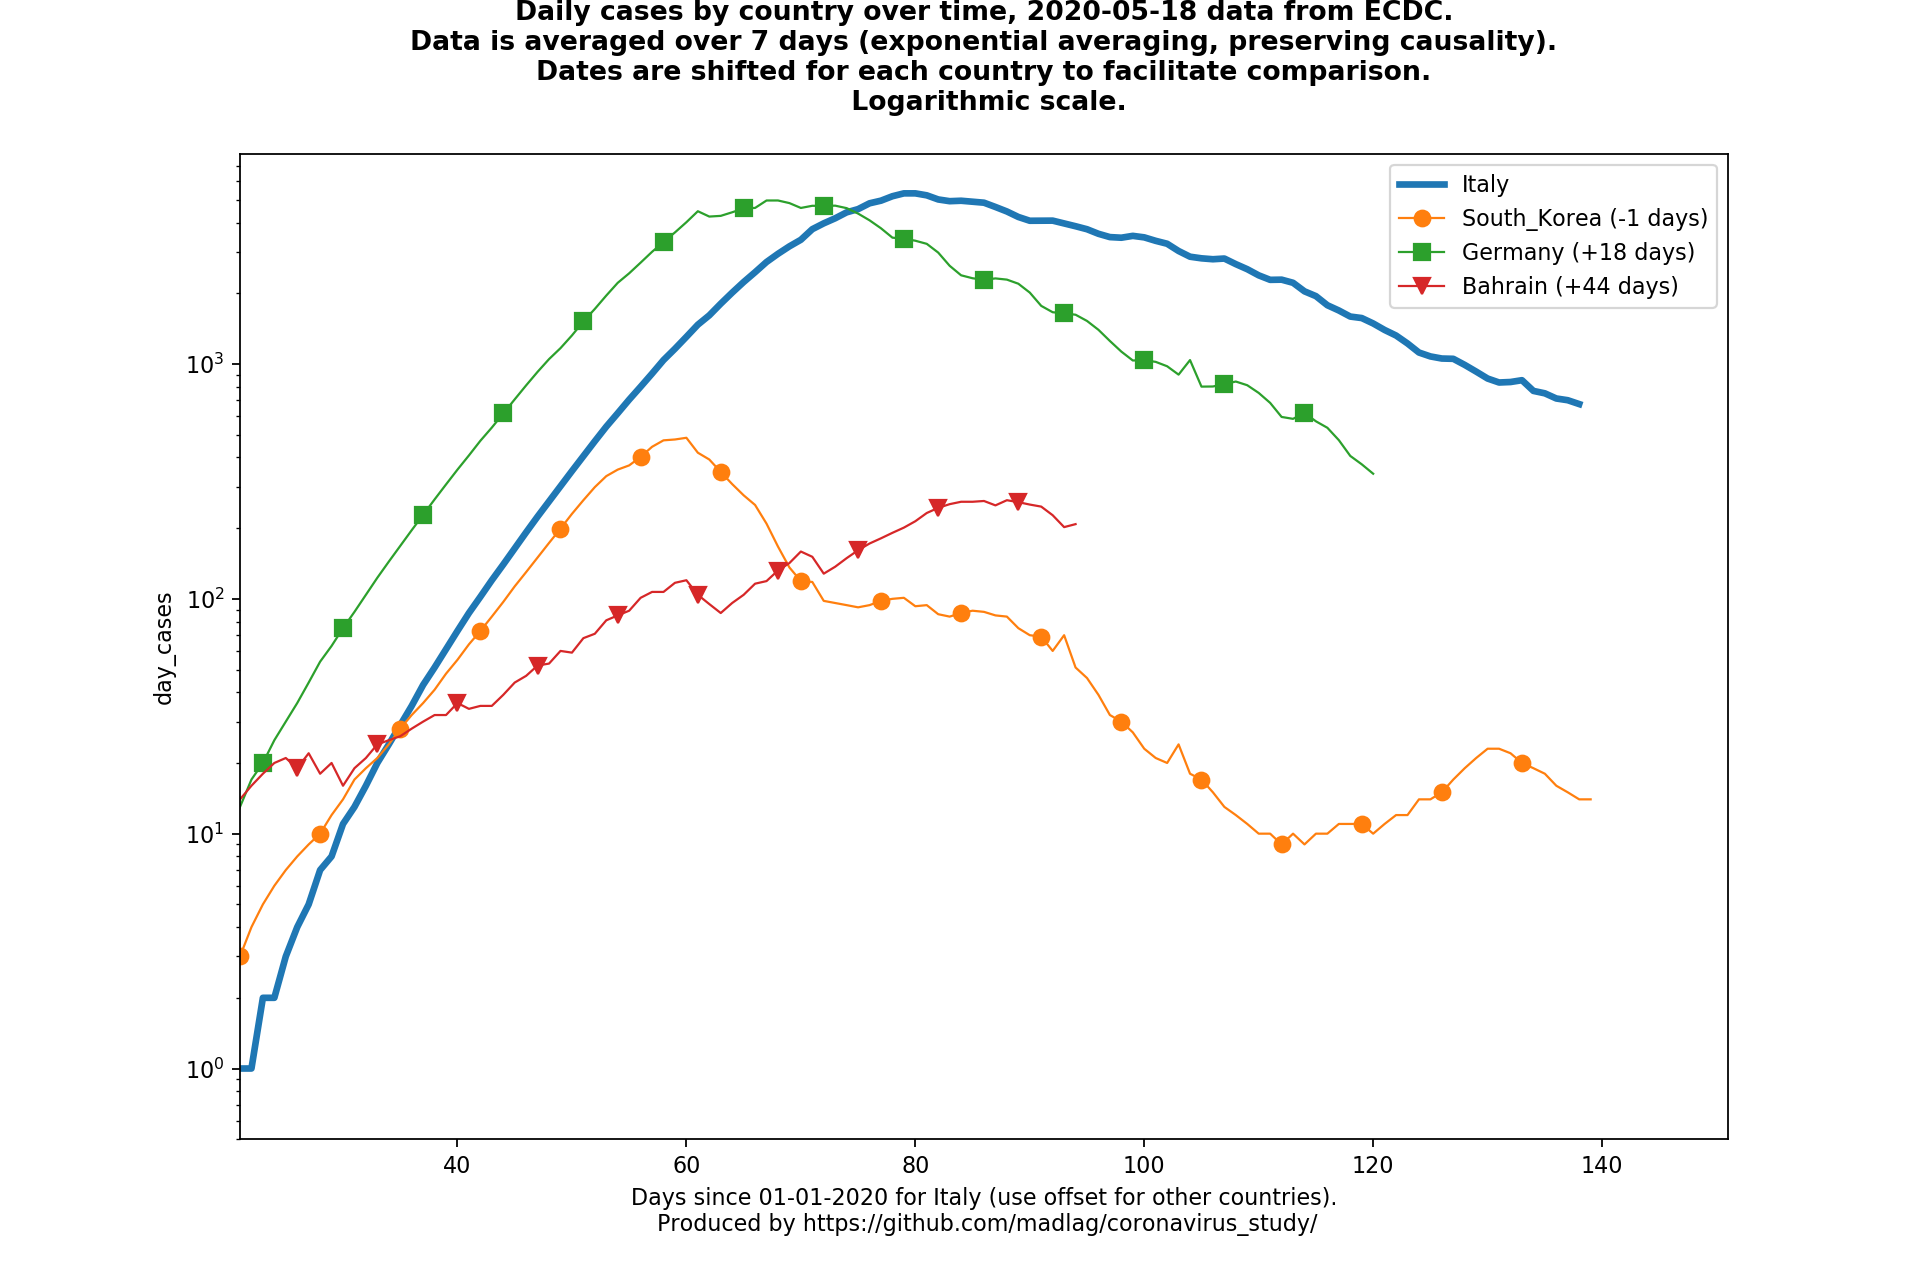 Daily cases by country over time, 2020-05-18 data from ECDC.
Data is averaged over 7 days (exponential averaging, preserving causality).
Dates are shifted for each country to facilitate comparison.
Logarithmic scale.
Italy
South_Korea (-1 days)
Germany (+18 days)
Bahrain (+44 days)
10³
10²
10¹
10⁰
day_cases
40 60 80 100 120 140
Days since 01-01-2020 for Italy (use offset for other countries).
Produced by https://github.com/madlag/coronavirus_study/